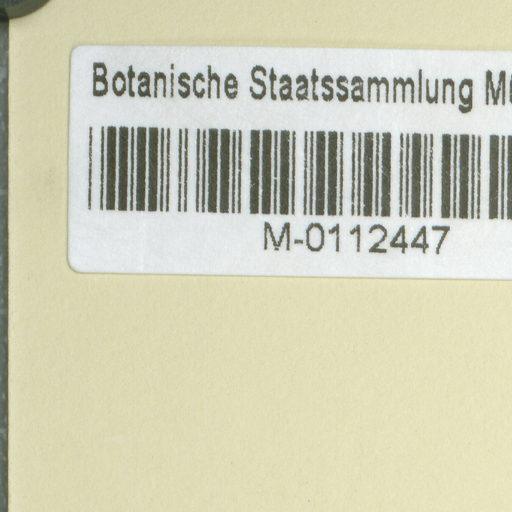 Botanische Staatssammlung
M-0112447